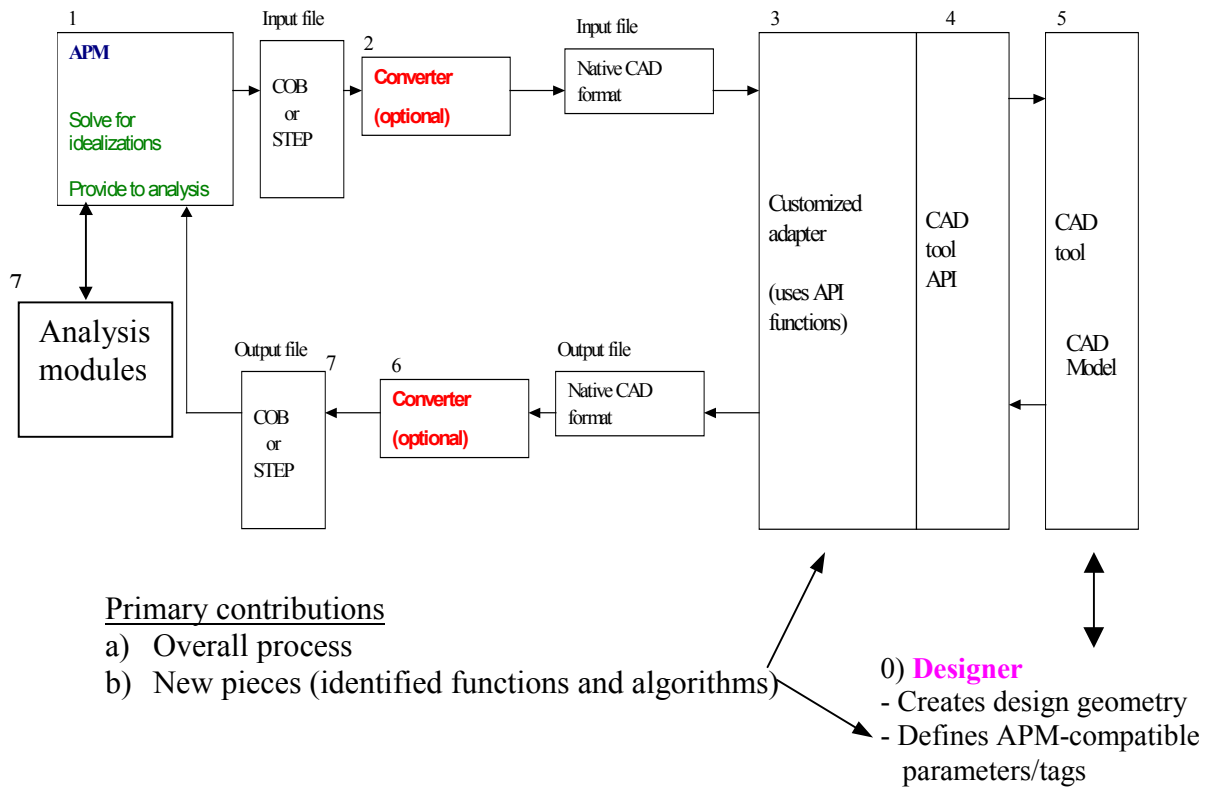 1
Input file
2
Input file
3
4
5
APM
Solve for
idealizations
Provide to analysis
COB
or
STEP
Converter
(optional)
Native CAD
format
Customized
adapter
(uses API
functions)
CAD
tool
API
CAD
tool
CAD
Model
7
Analysis
modules
Output file
7
COB
or
STEP
6
Converter
(optional)
Output file
Native CAD
format
Primary contributions
a) Overall process
b) New pieces (identified functions and algorithms)
0) Designer
- Creates design geometry
- Defines APM-compatible
parameters/tags